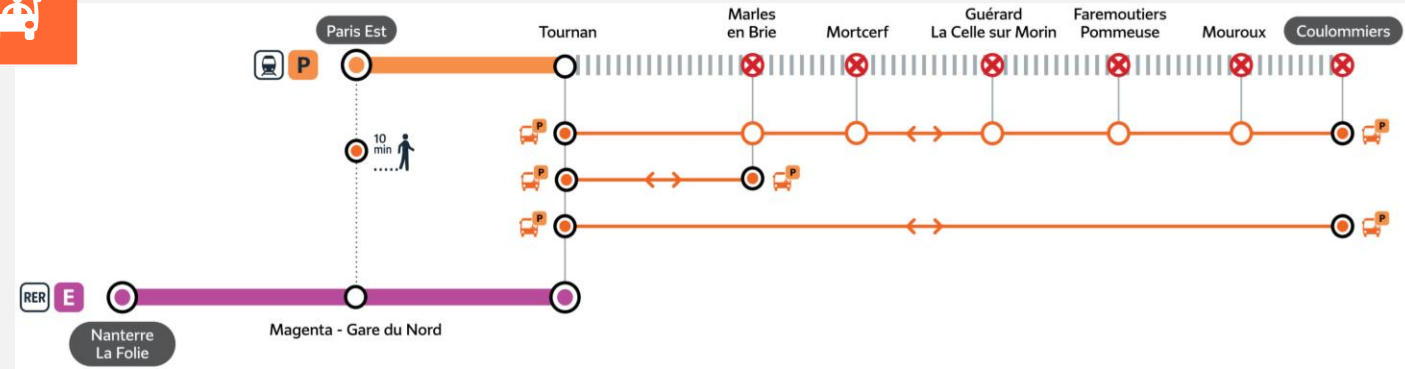 Paris Est
Tournan
Marles
en Brie
Mortcerf
Guérard
La Celle sur Morin
Faremoutiers
Pommeuse
Mouroux
Coulommiers
P
10
min
P
P
P
P
P
P
RER E
Nanterre
La Folie
Magenta - Gare du Nord